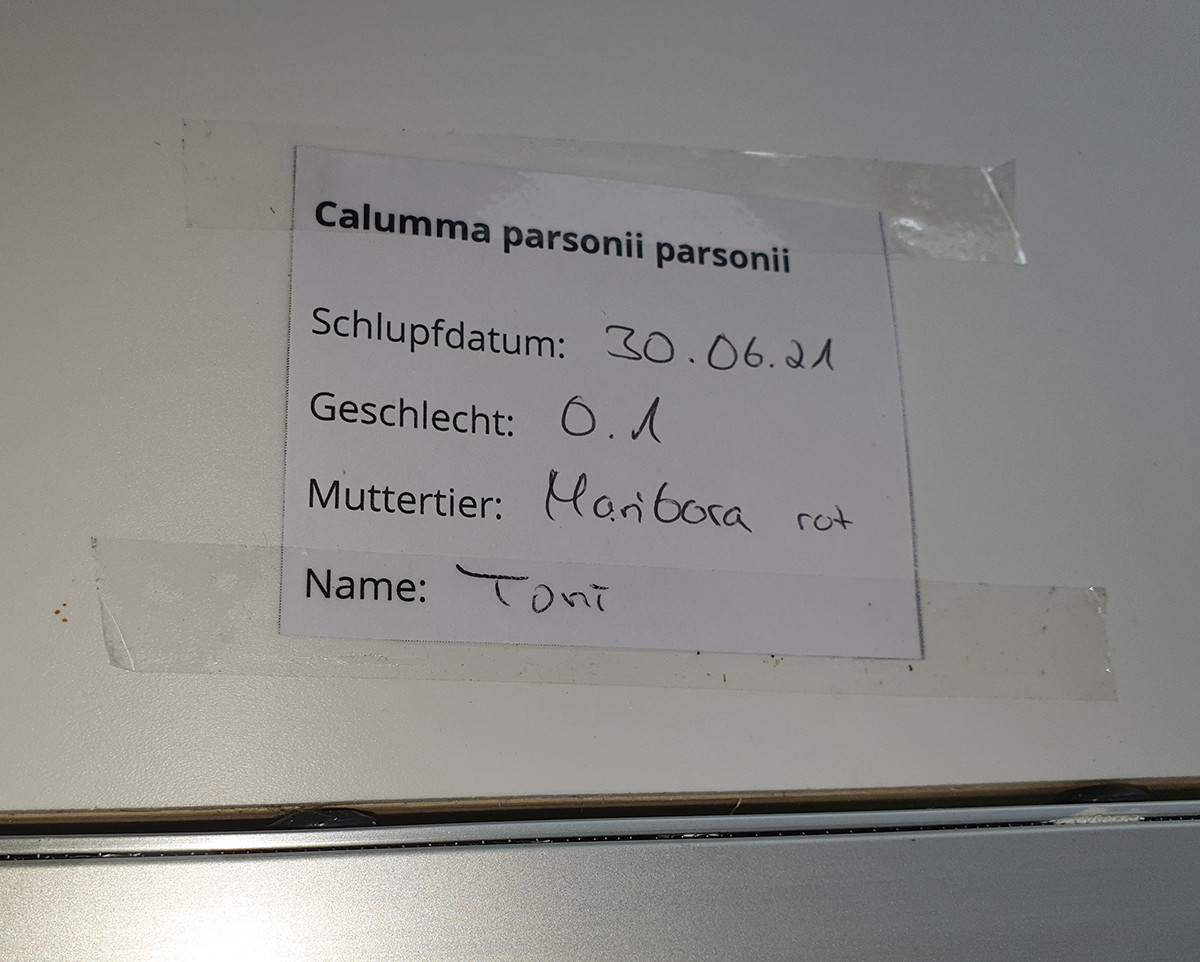 Calumma parsonii parsonii
Schlupfdatum: 30.06.21
Geschlecht: 0.1
Muttertier: Maribora rot
Name: Toni